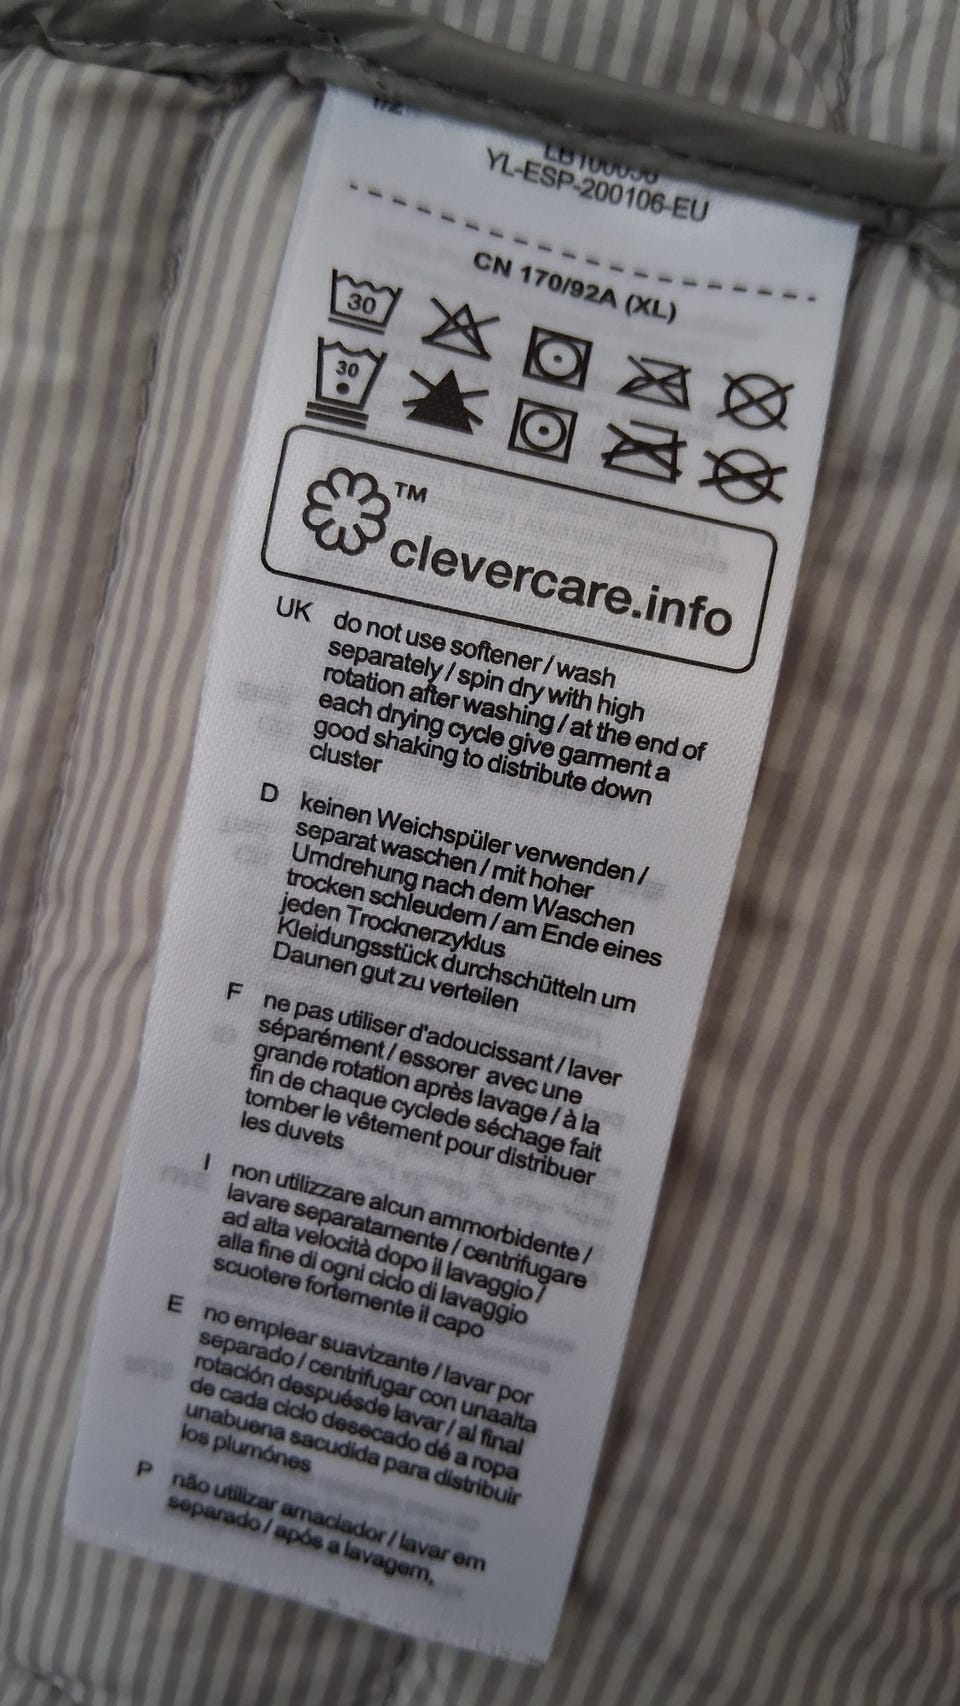 YL-ESP-200106-EU
CN 170/92A (XL)
30
30
TM
clevercare.info
UK do not use softener / wash
separately / spin dry with high
rotation after washing / at the end of
each drying cycle give garment a
good shaking to distribute down
cluster
D keinen Weichspüler verwenden /
separat waschen / mit hoher
Umdrehung nach dem Waschen
trocken schleudern / am Ende eines
jeden Trocknerzyklus
Kleidungsstück durchschütteln um
Daunen gut zu verteilen
F ne pas utiliser d'adoucissant / laver
séparément / essorer avec une
grande rotation après lavage / à la
fin de chaque cyclede séchage fait
tomber le vêtement pour distribuer
les duvets
I non utilizzare alcun ammorbidente /
lavare separatamente / centrifugare
ad alta velocità dopo il lavaggio /
alla fine di ogni ciclo di lavaggio
scuotere fortemente il capo
E no emplear suavizante / lavar por
separado / centrifugar con unaalta
rotación despuésde lavar / al final
de cada ciclo desecado dé a ropa
unabuena sacudida para distribuir
los plumónes
P não utilizar amaciador / lavar em
separado / após a lavagem,